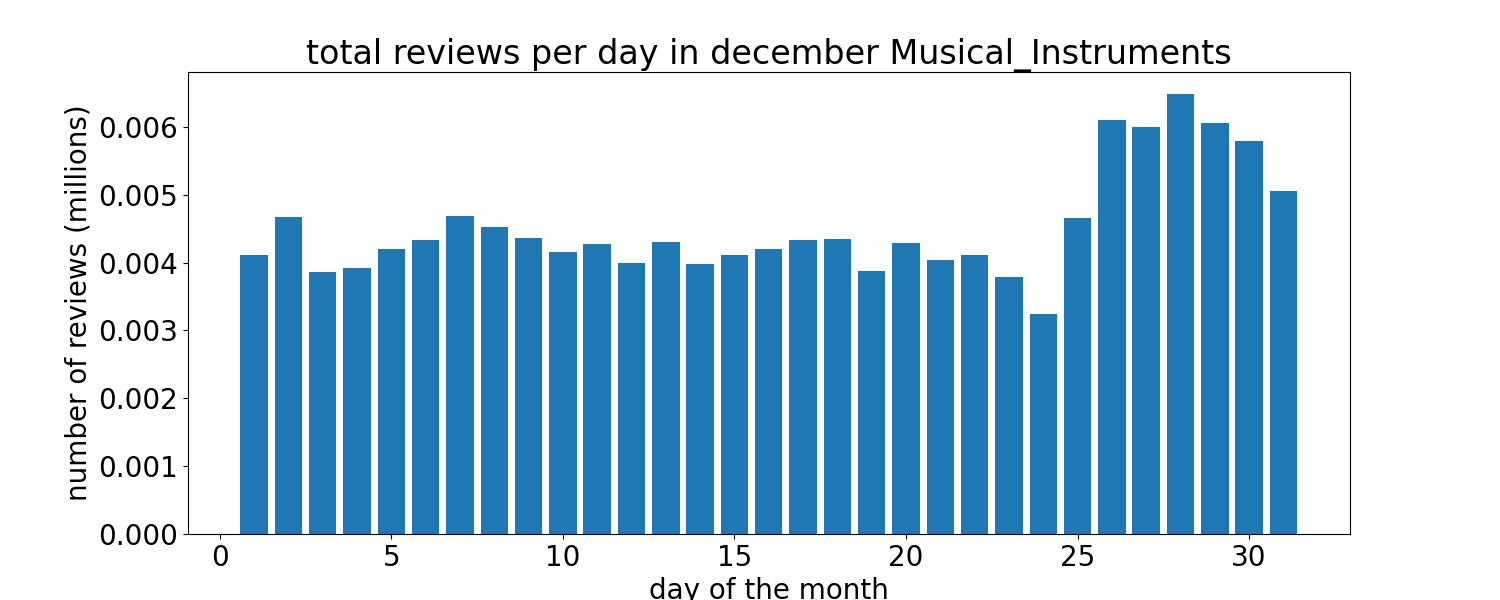 total reviews per day in december Musical_Instruments
number of reviews (millions)
0.006
0.005
0.004
0.003
0.002
0.001
0.000
0 5 10 15 20 25 30
day of the month